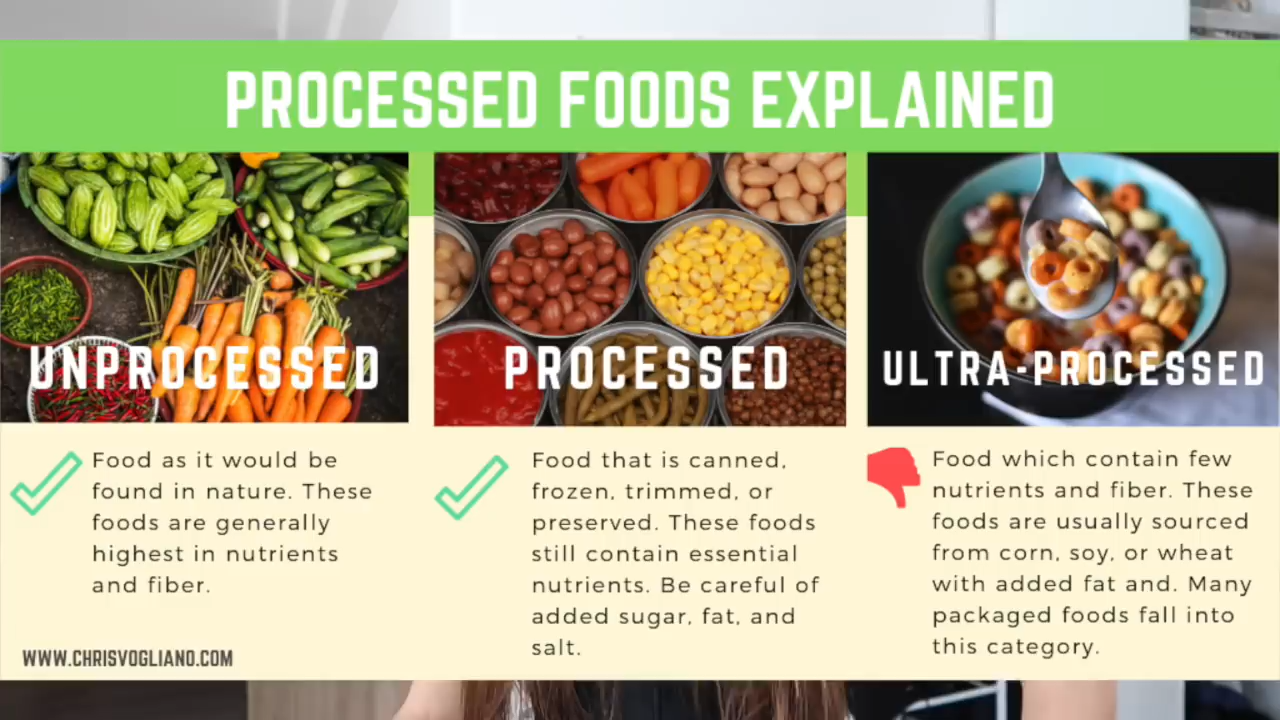 PROCESSED FOODS EXPLAINED
UNPROCESSED
Food as it would be
found in nature. These
foods are generally
highest in nutrients
and fiber.
PROCESSED
Food that is canned,
frozen, trimmed, or
preserved. These foods
still contain essential
nutrients. Be careful of
added sugar, fat, and
salt.
ULTRA-PROCESSED
Food which contain few
nutrients and fiber. These
foods are usually sourced
from corn, soy, or wheat
with added fat and. Many
packaged foods fall into
this category.
WWW.CHRISVOGLIANO.COM